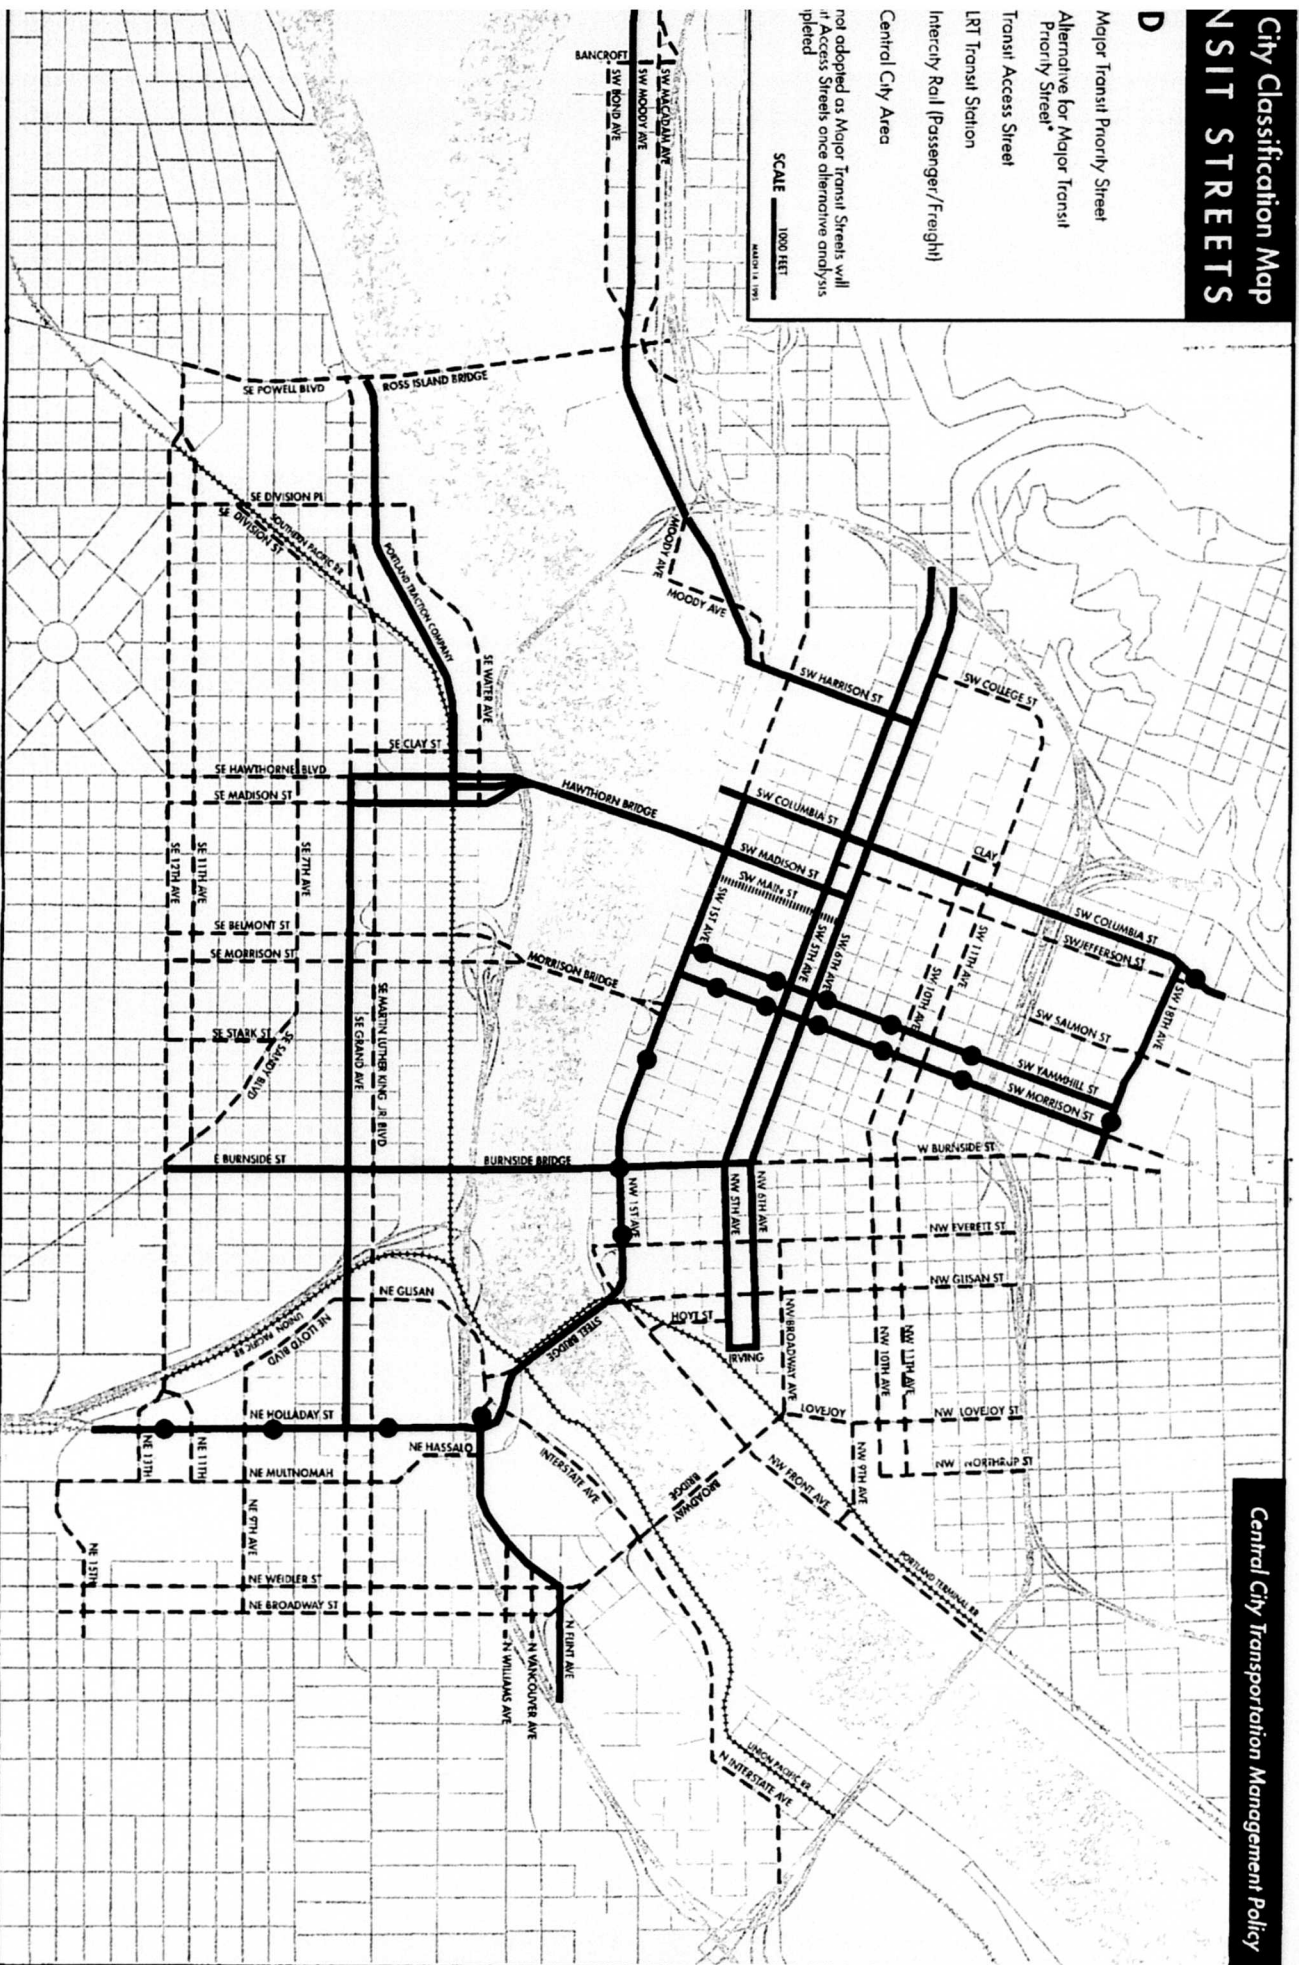 City Classification Map
NSIT STREETS
D
Major Transit Priority Street
Alternative for Major Transit
Priority Street*
Transit Access Street
LRT Transit Station
Intercity Rail (Passenger/Freight)
Central City Area
not adopted as Major Transit Streets will
it Access Streets once alternative analysis
pleted
SCALE
1000 FEET
MARCH 14 1995
Central City Transportation Management Policy
BANCROFT
SW BOND AVE
SW MOODY AVE
SW MACADAM AVE
SE POWELL BLVD
ROSS ISLAND BRIDGE
SE DIVISION PL
SE DIVISION ST
SOUTHERN PACIFIC RR
PORTLAND TRACTION COMPANY
MOODY AVE
MOODY AVE
SE WATER AVE
SW HARRISON ST
SW COLLEGE ST
SE CLAY ST
SE HAWTHORNE BLVD
SE MADISON ST
HAWTHORN BRIDGE
SW COLUMBIA ST
SW MADISON ST
SW MAIN ST
CLAY
SE 12TH AVE
SE 11TH AVE
SE 7TH AVE
SW 1ST AVE
SW 5TH AVE
SW 6TH AVE
SW 10TH AVE
SW 11TH AVE
SW COLUMBIA ST
SW JEFFERSON ST
SW 18TH AVE
SE BELMONT ST
SE MORRISON ST
MORRISON BRIDGE
SW SALMON ST
SE STARK ST
SE SANDY BLVD
SE GRAND AVE
SE MARTIN LUTHER KING JR. BLVD
SW YAMMHILL ST
SW MORRISON ST
E BURNSIDE ST
BURNSIDE BRIDGE
W BURNSIDE ST
NW 1ST AVE
NW 5TH AVE
NW 6TH AVE
NW EVERETT ST
NW GLISAN ST
NE GLISAN
NE LLOYD BLVD
UNION PACIFIC RR
STEEL BRIDGE
HOYT ST
IRVING
NW BROADWAY AVE
NW 10TH AVE
NW 11TH AVE
NE HOLLADAY ST
LOVEJOY
NW LOVEJOY ST
NE 13TH
NE 11TH
NE HASSALO
NE MULTNOMAH
INTERSTATE AVE
BROADWAY
BRIDGE
NW FRONT AVE
NW 9TH AVE
NW NORTHRUP ST
NE 9TH AVE
NE 15TH
NE WEIDLER ST
NE BROADWAY ST
PORTLAND TERMINAL RR
N FLINT AVE
N VANCOUVER AVE
N WILLIAMS AVE
UNION PACIFIC RR
N INTERSTATE AVE